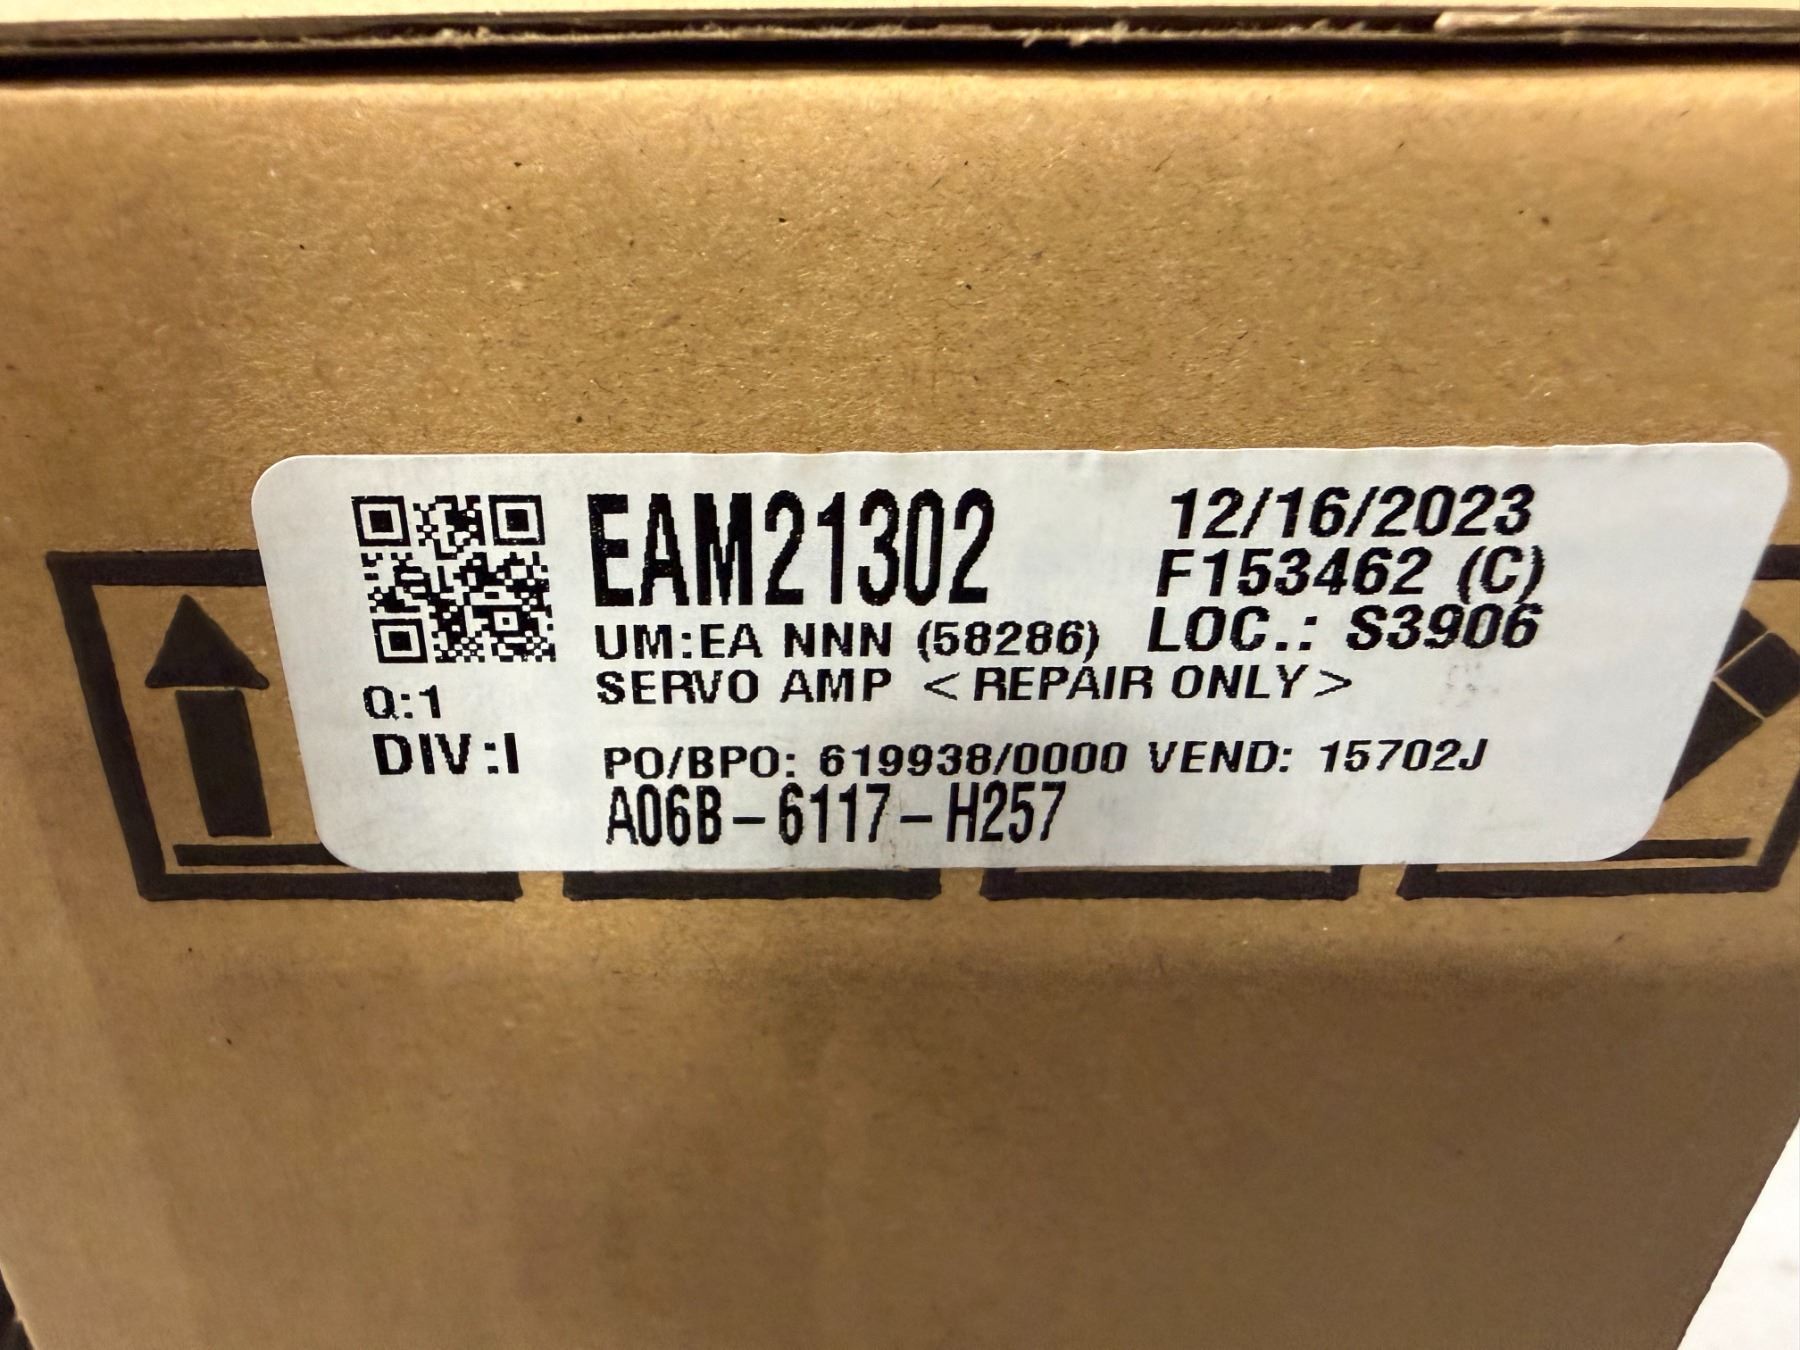 EAM21302
12/16/2023
F153462 (C)
UM:EA NNN (58286)
LOC.: S3906
SERVO AMP <REPAIR ONLY>
Q:1
DIV:I
PO/BPO: 619938/0000 VEND: 15702J
A06B-6117-H257